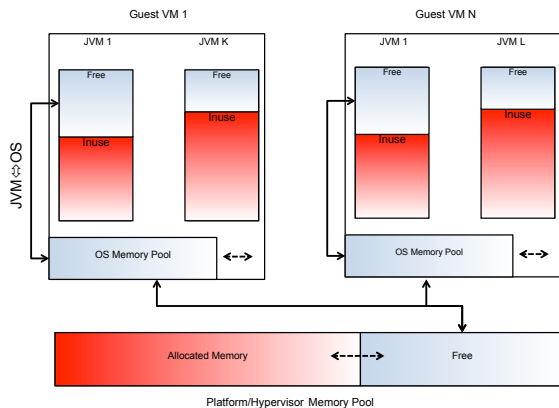 Guest VM 1
Guest VM N
JVM 1
JVM K
JVM 1
JVM L
Free
Free
Free
Free
Inuse
Inuse
Inuse
Inuse
JVM⇔OS
OS Memory Pool
OS Memory Pool
Allocated Memory
Free
Platform/Hypervisor Memory Pool